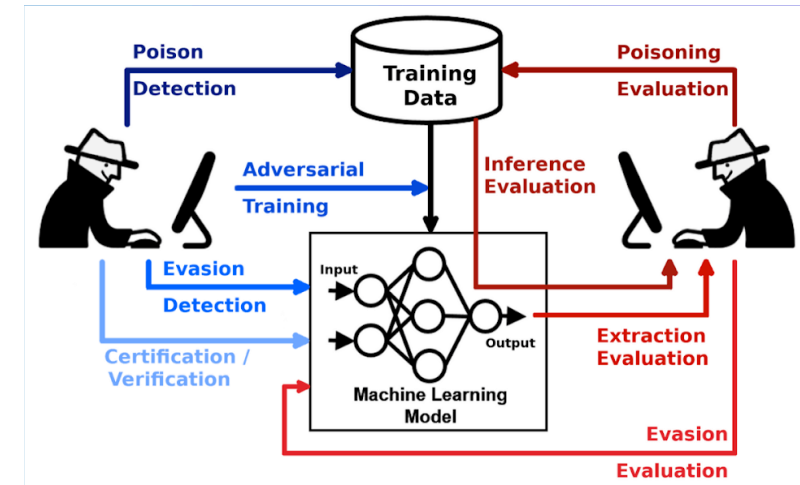 Poison
Detection
Training
Data
Poisoning
Evaluation
Adversarial
Training
Inference
Evaluation
Evasion
Detection
Input
Output
Certification /
Verification
Extraction
Evaluation
Machine Learning
Model
Evasion
Evaluation